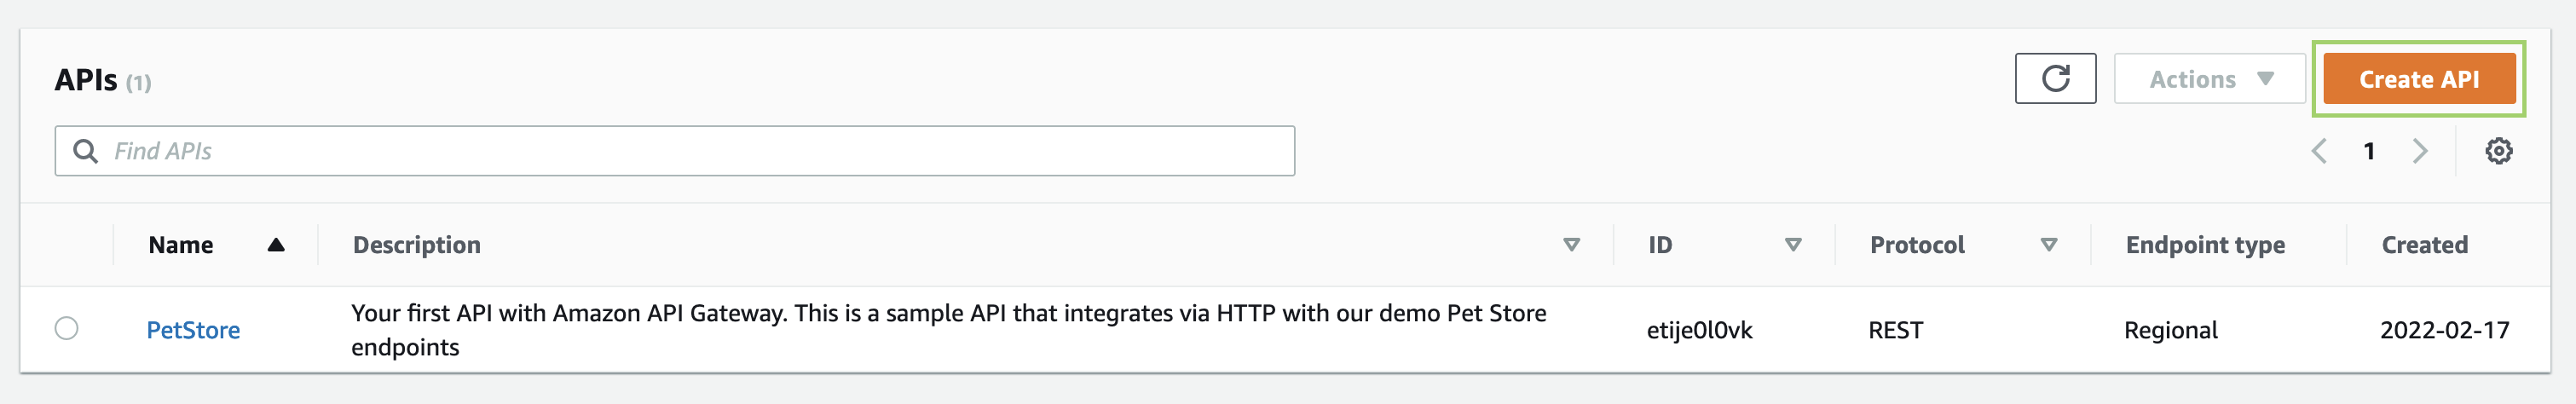 APIs (1)
Actions
Create API
Find APIs
1
Name Description ID Protocol Endpoint type Created
PetStore
Your first API with Amazon API Gateway. This is a sample API that integrates via HTTP with our demo Pet Store
endpoints
etije0l0vk
REST
Regional
2022-02-17